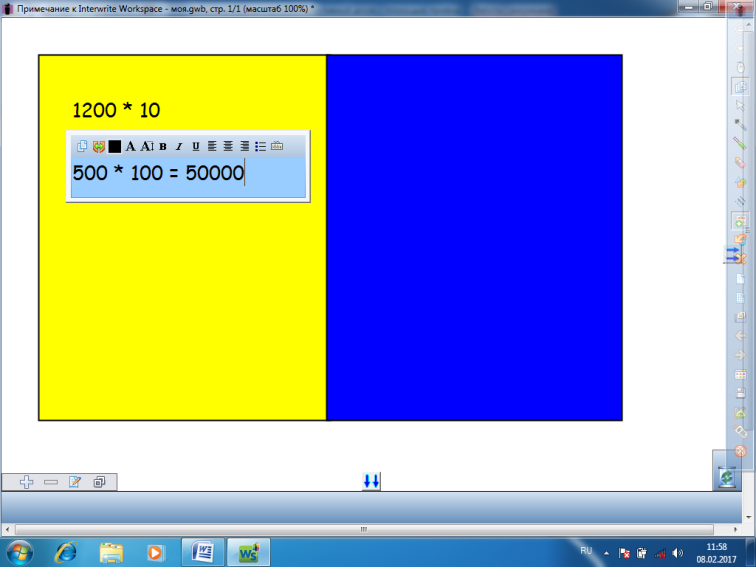 Примечание к Interwrite Workspace - моя.gwb, стр. 1/1 (масштаб 100%) *
1200 * 10
500 * 100 = 50000
RU
11:58
08.02.2017